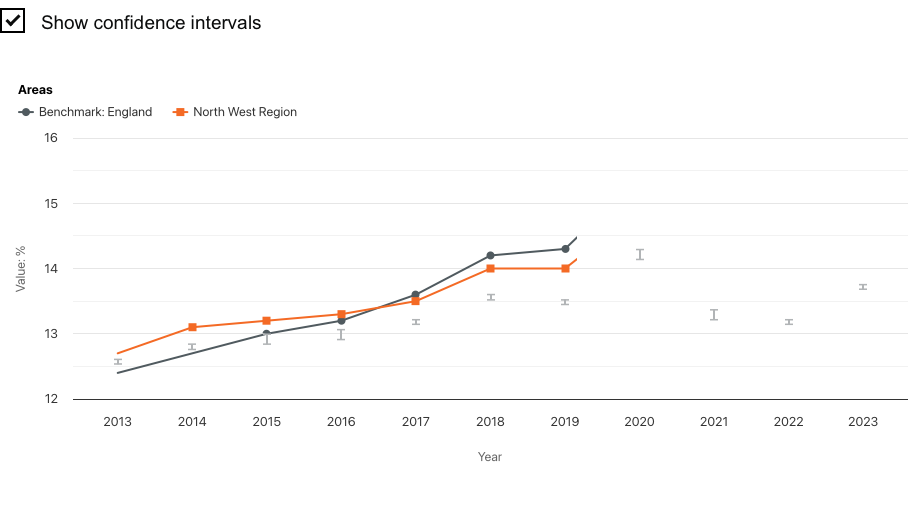 Show confidence intervals
Areas
Benchmark: England North West Region
16
15
14
13
12
Value: %
2013 2014 2015 2016 2017 2018 2019 2020 2021 2022 2023
Year